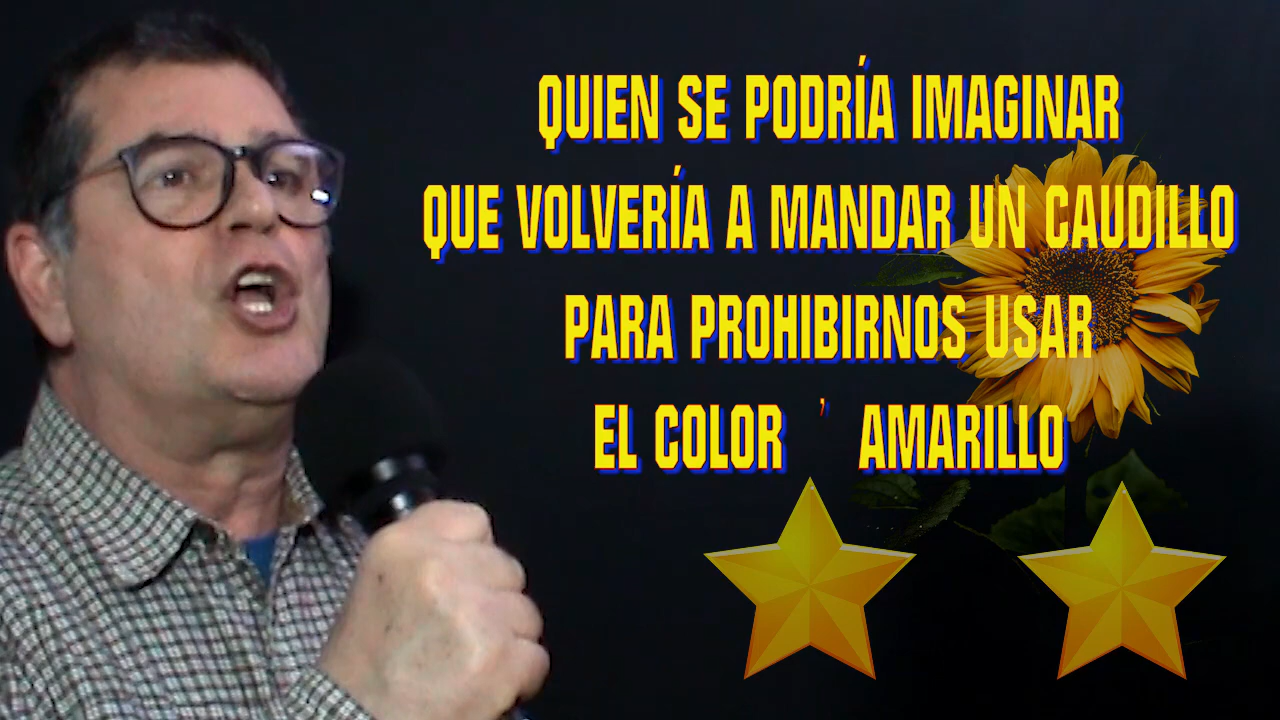 QUIEN SE PODRÍA IMAGINAR
QUE VOLVERÍA A MANDAR UN CAUDILLO
PARA PROHIBIRNOS USAR
EL COLOR ’ AMARILLO